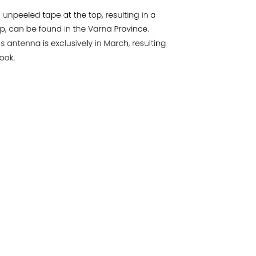 unpeeled tape at the top, resulting in a
p, can be found in the Varna Province.
s antenna is exclusively in March, resulting
ook.